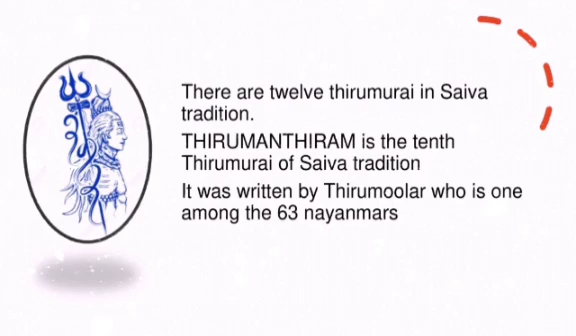 There are twelve thirumurai in Saiva
tradition.
THIRUMANTHIRAM is the tenth
Thirumurai of Saiva tradition
It was written by Thirumoolar who is one
among the 63 nayanmars